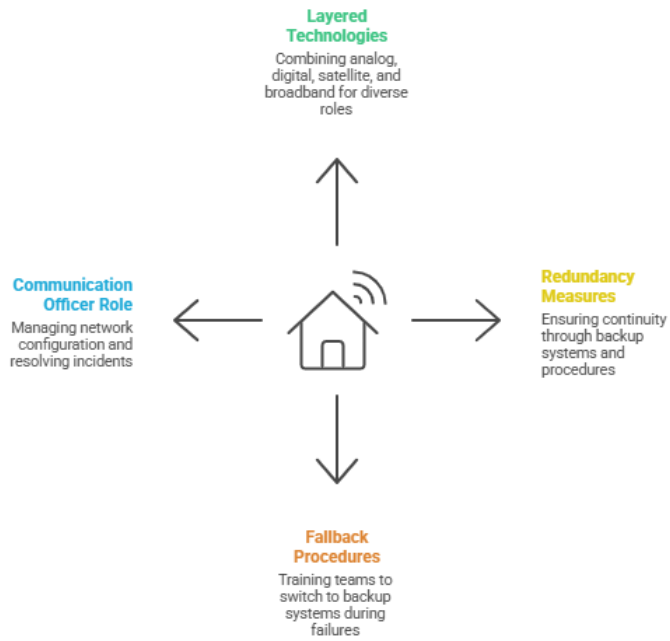 Layered
Technologies
Combining analog,
digital, satellite, and
broadband for diverse
roles
Communication
Officer Role
Managing network
configuration and
resolving incidents
Redundancy
Measures
Ensuring continuity
through backup
systems and
procedures
Fallback
Procedures
Training teams to
switch to backup
systems during
failures